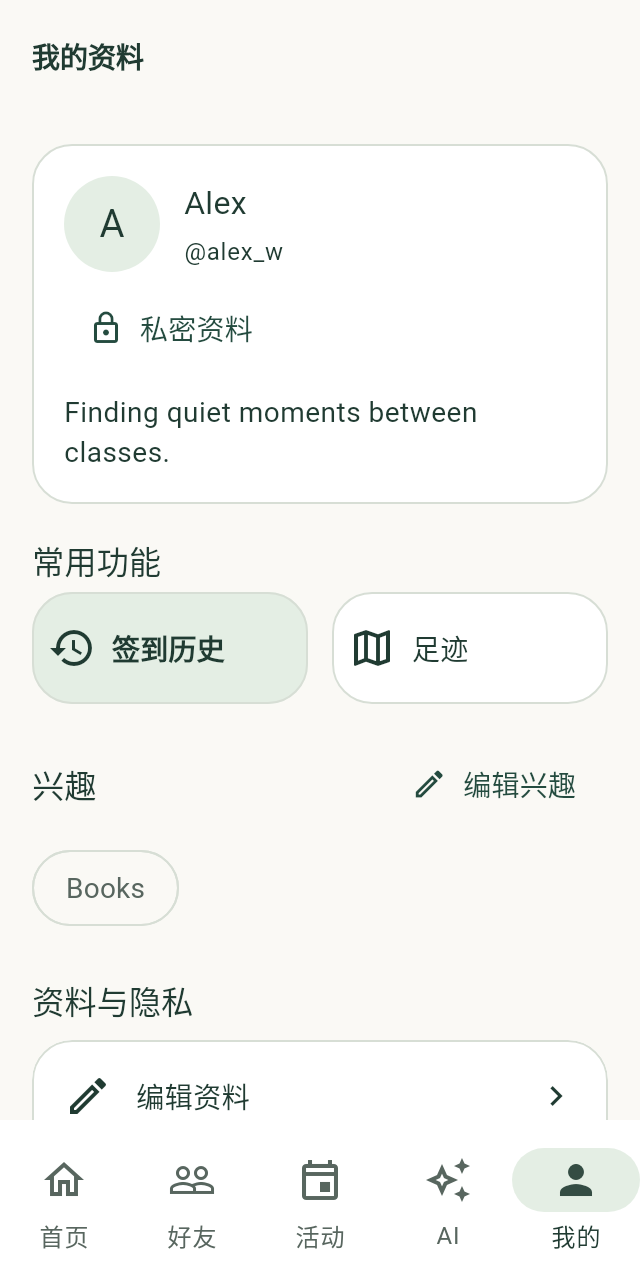 我的资料
A
Alex
@alex_w
私密资料
Finding quiet moments between
classes.
常用功能
签到历史
足迹
兴趣
编辑兴趣
Books
资料与隐私
编辑资料
首页
好友
活动
AI
我的